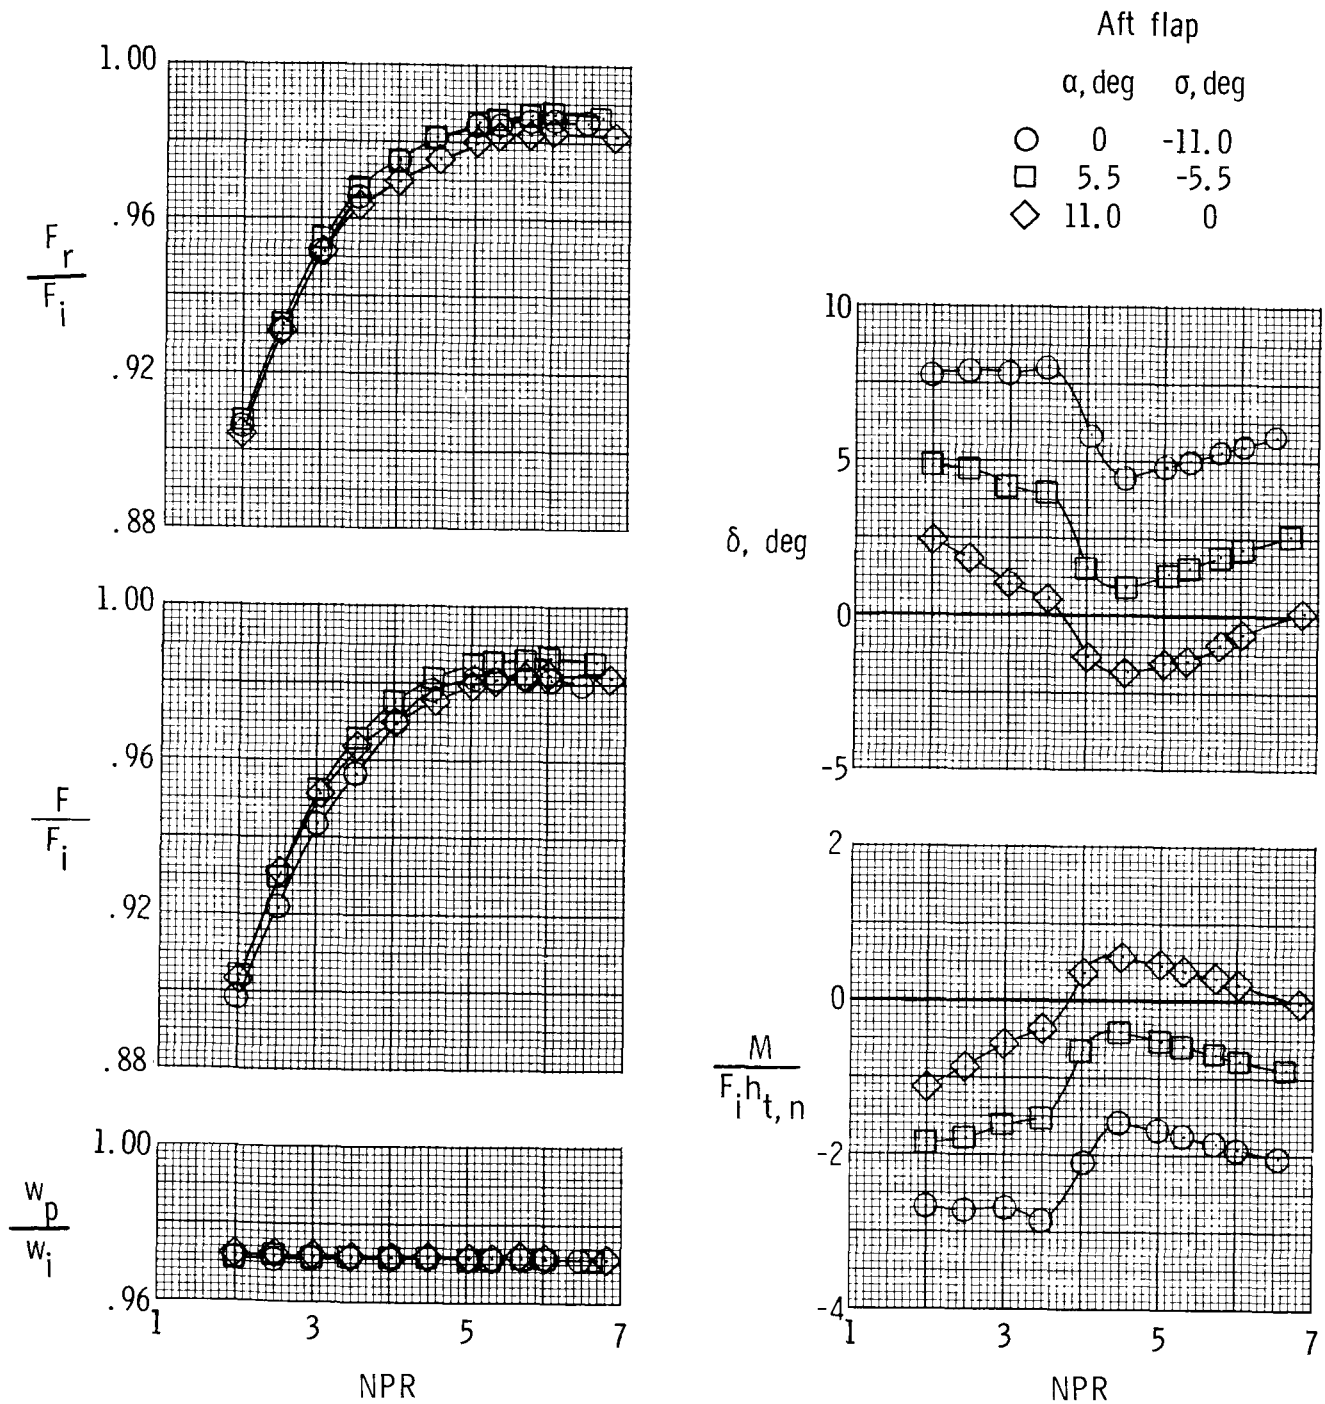 Aft flap
α, deg σ, deg
0 -11.0
5.5 -5.5
11.0 0
1.00
.96
.92
.88
F_r
F_i
1.00
.96
.92
.88
F
F_i
1.00
.96
w_p
w_i
1 3 5 7
NPR
10
5
0
-5
δ, deg
2
0
-2
-4
M
F_i h_t,n
1 3 5 7
NPR